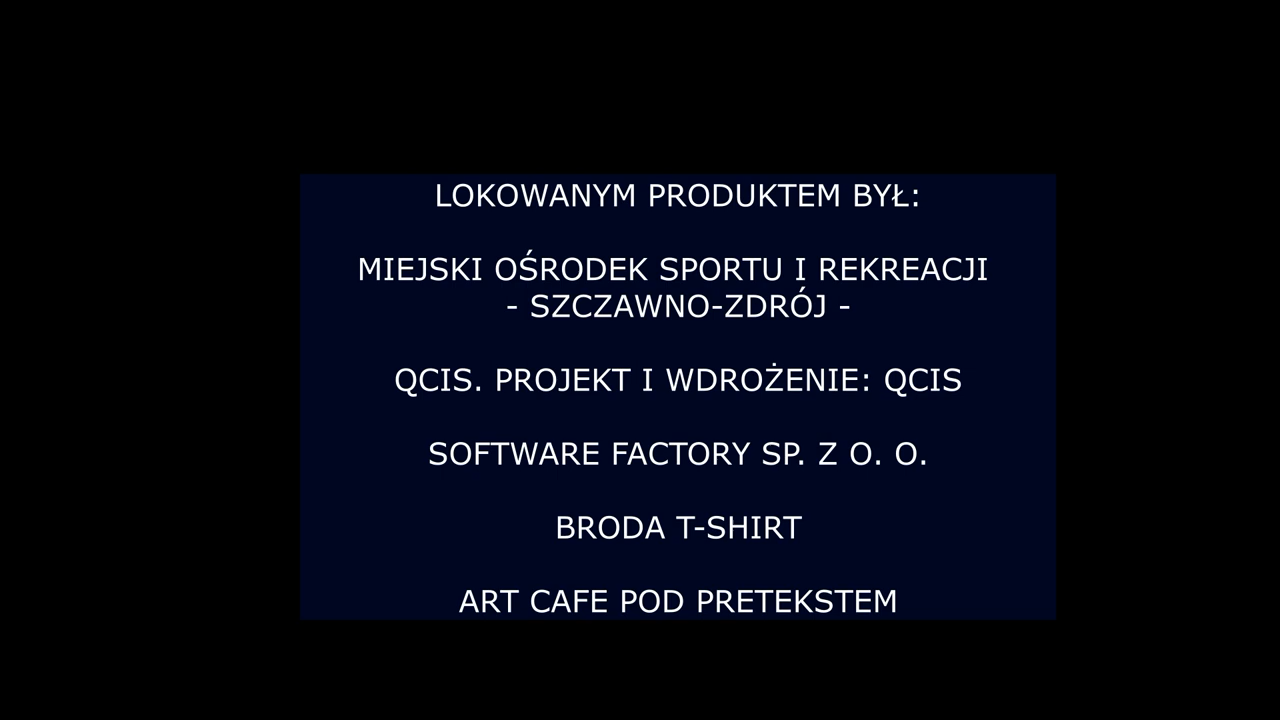 LOKOWANYM PRODUKTEM BYŁ:
MIEJSKI OŚRODEK SPORTU I REKREACJI
- SZCZAWNO-ZDRÓJ -
QCIS. PROJEKT I WDROŻENIE: QCIS
SOFTWARE FACTORY SP. Z O. O.
BRODA T-SHIRT
ART CAFE POD PRETEKSTEM